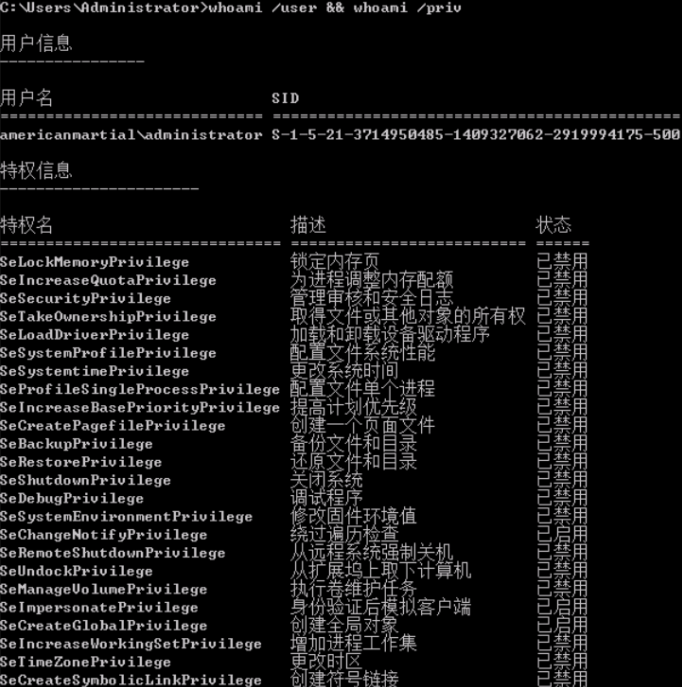 C:\Users\Administrator>whoami /user && whoami /priv
用户信息
----------------
用户名 SID
============================= =============================================
americanmartial\administrator S-1-5-21-3714950485-1409327062-2919994175-500
特权信息
----------------------
特权名 描述 状态
=============================== ========================== ======
SeLockMemoryPrivilege 锁定内存页 已禁用
SeIncreaseQuotaPrivilege 为进程调整内存配额 已禁用
SeSecurityPrivilege 管理审核和安全日志 已禁用
SeTakeOwnershipPrivilege 取得文件或其他对象的所有权 已禁用
SeLoadDriverPrivilege 加载和卸载设备驱动程序 已禁用
SeSystemProfilePrivilege 配置文件系统性能 已禁用
SeSystemtimePrivilege 更改系统时间 已禁用
SeProfileSingleProcessPrivilege 配置文件单个进程 已禁用
SeIncreaseBasePriorityPrivilege 提高计划优先级 已禁用
SeCreatePagefilePrivilege 创建一个页面文件 已禁用
SeBackupPrivilege 备份文件和目录 已禁用
SeRestorePrivilege 还原文件和目录 已禁用
SeShutdownPrivilege 关闭系统 已禁用
SeDebugPrivilege 调试程序 已禁用
SeSystemEnvironmentPrivilege 修改固件环境值 已禁用
SeChangeNotifyPrivilege 绕过遍历检查 已启用
SeRemoteShutdownPrivilege 从远程系统强制关机 已禁用
SeUndockPrivilege 从扩展坞上取下计算机 已禁用
SeManageVolumePrivilege 执行卷维护任务 已禁用
SeImpersonatePrivilege 身份验证后模拟客户端 已启用
SeCreateGlobalPrivilege 创建全局对象 已启用
SeIncreaseWorkingSetPrivilege 增加进程工作集 已禁用
SeTimeZonePrivilege 更改时区 已禁用
SeCreateSymbolicLinkPrivilege 创建符号链接 已禁用